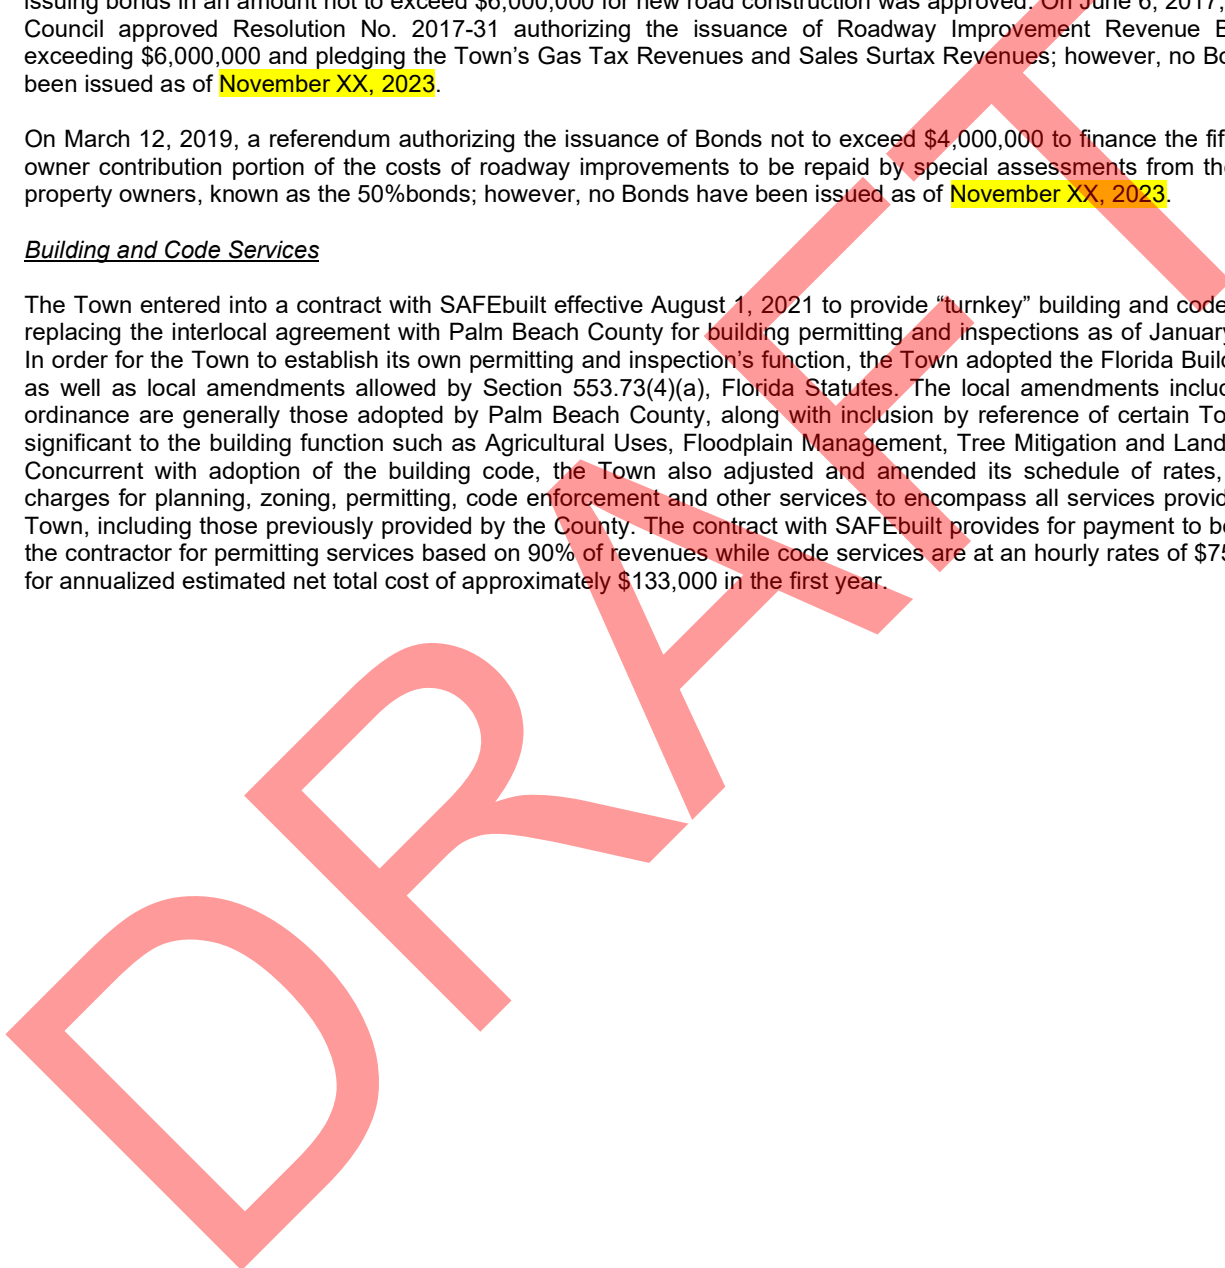 issuing bonds in an amount not to exceed $6,000,000 for new road construction was approved. On June 6, 2017,
Council approved Resolution No. 2017-31 authorizing the issuance of Roadway Improvement Revenue
exceeding $6,000,000 and pledging the Town’s Gas Tax Revenues and Sales Surtax Revenues; however, no
been issued as of November XX, 2023.
On March 12, 2019, a referendum authorizing the issuance of Bonds not to exceed $4,000,000 to finance the
owner contribution portion of the costs of roadway improvements to be repaid by special assessments from
property owners, known as the 50%bonds; however, no Bonds have been issued as of November XX, 2023.
Building and Code Services
The Town entered into a contract with SAFEbuilt effective August 1, 2021 to provide “turnkey” building and code
replacing the interlocal agreement with Palm Beach County for building permitting and inspections as of January
In order for the Town to establish its own permitting and inspection’s function, the Town adopted the Florida
as well as local amendments allowed by Section 553.73(4)(a), Florida Statutes. The local amendments
ordinance are generally those adopted by Palm Beach County, along with inclusion by reference of certain
significant to the building function such as Agricultural Uses, Floodplain Management, Tree Mitigation and
Concurrent with adoption of the building code, the Town also adjusted and amended its schedule of rates,
charges for planning, zoning, permitting, code enforcement and other services to encompass all services
Town, including those previously provided by the County. The contract with SAFEbuilt provides for payment to
the contractor for permitting services based on 90% of revenues while code services are at an hourly rates of
for annualized estimated net total cost of approximately $133,000 in the first year.
DRAFT